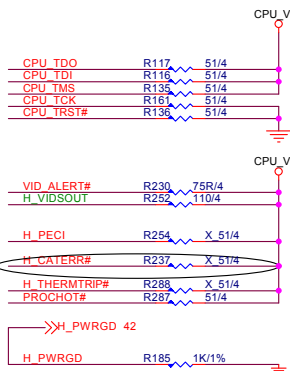 CPU_V
CPU_TDO R117 51/4
CPU_TDI R116 51/4
CPU_TMS R135 51/4
CPU_TCK R161 51/4
CPU_TRST# R136 51/4
CPU_V
VID_ALERT# R230 75R/4
H_VIDSOUT R252 110/4
H_PECI R254 X_51/4
H_CATERR# R237 X_51/4
H_THERMTRIP# R288 X_51/4
PROCHOT# R287 51/4
H_PWRGD 42
H_PWRGD R185 1K/1%